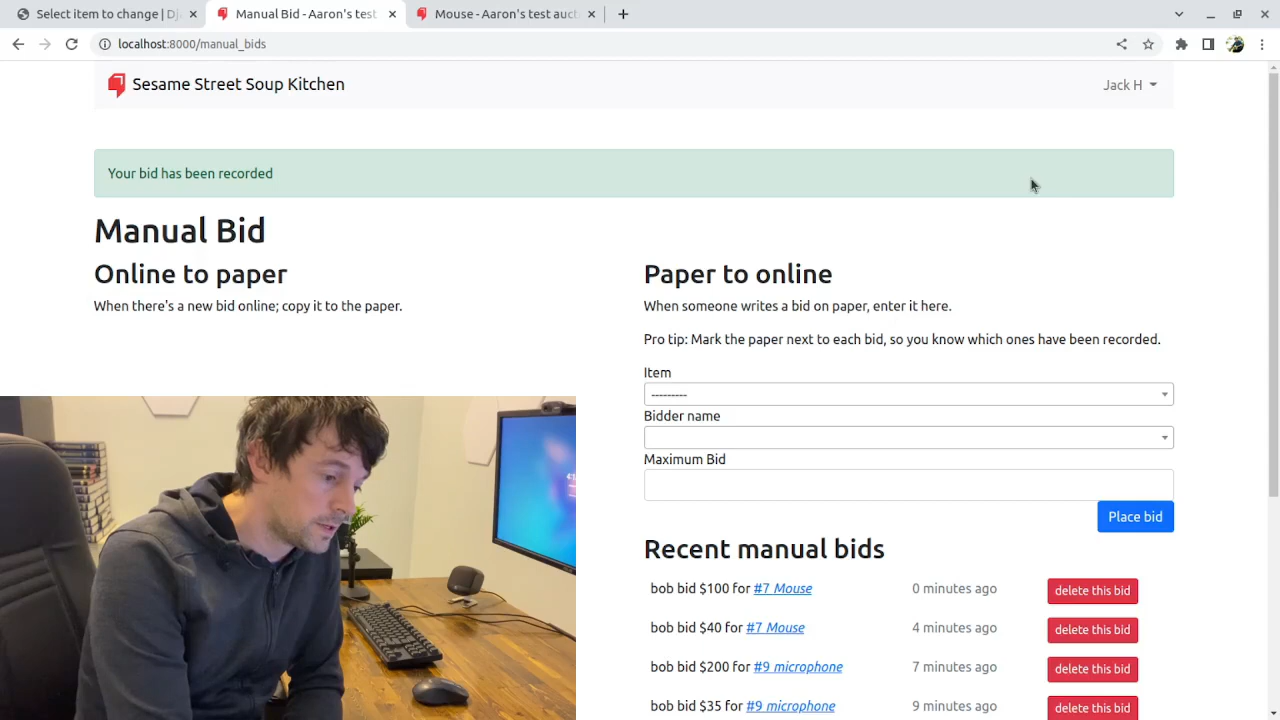 Select item to change | Dj
Manual Bid - Aaron's test
Mouse - Aaron's test auct
localhost:8000/manual_bids
Sesame Street Soup Kitchen
Jack H
Your bid has been recorded
Manual Bid
Online to paper
When there's a new bid online; copy it to the paper.
Paper to online
When someone writes a bid on paper, enter it here.
Pro tip: Mark the paper next to each bid, so you know which ones have been recorded.
Item
---------
Bidder name
Maximum Bid
Place bid
Recent manual bids
bob bid $100 for #7 Mouse 0 minutes ago delete this bid
bob bid $40 for #7 Mouse 4 minutes ago delete this bid
bob bid $200 for #9 microphone 7 minutes ago delete this bid
bob bid $35 for #9 microphone 9 minutes ago delete this bid